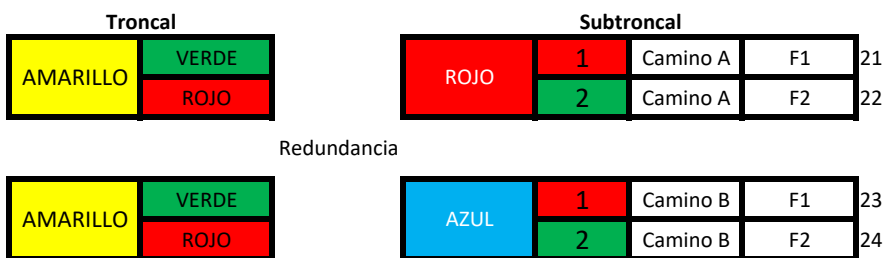 Troncal Subtroncal
AMARILLO VERDE ROJO 1 Camino A F1 21
ROJO 2 Camino A F2 22
Redundancia
AMARILLO VERDE AZUL 1 Camino B F1 23
ROJO 2 Camino B F2 24